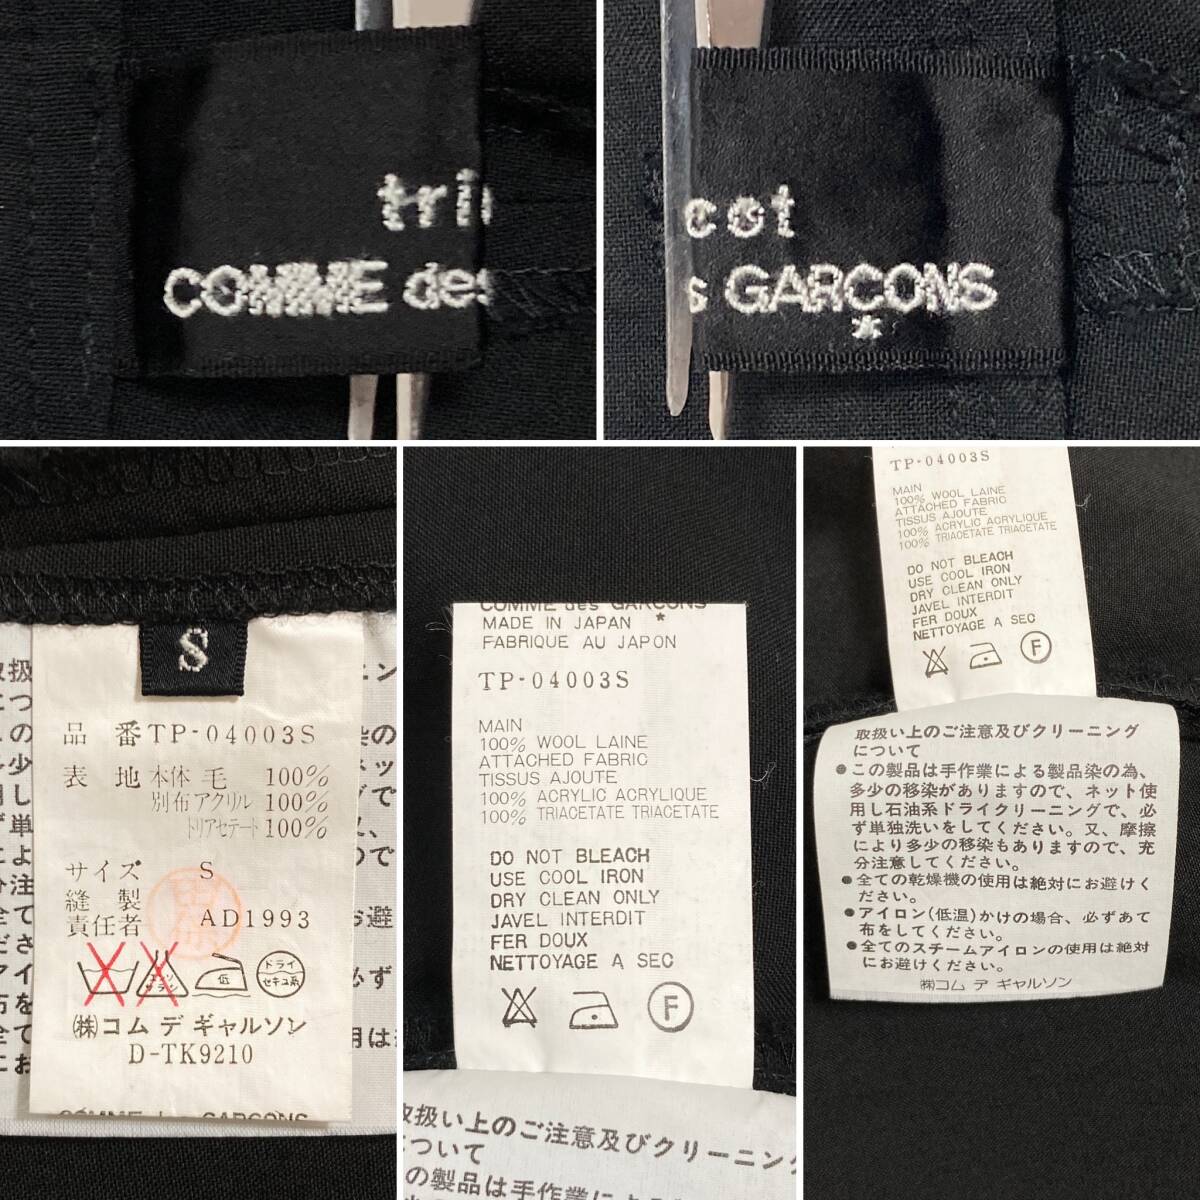 tri
COMME des
cot
s GARCONS
*
S
品 番 TP-04003S
表 地 本体 毛 100%
別布アクリル 100%
トリアセテート 100%
サイズ S
縫 製
責任者 AD1993
低
ドライ
セキユ系
㈱コム デ ギャルソン
D-TK9210
COMME des GARCONS
MADE IN JAPAN *
FABRIQUE AU JAPON
TP-04003S
MAIN
100% WOOL LAINE
ATTACHED FABRIC
TISSUS AJOUTE
100% ACRYLIC ACRYLIQUE
100% TRIACETATE TRIACETATE
DO NOT BLEACH
USE COOL IRON
DRY CLEAN ONLY
JAVEL INTERDIT
FER DOUX
NETTOYAGE A SEC
F
取扱い上のご注意及びクリーニン
ついて
の製品は手作業による
TP-04003S
MAIN
100% WOOL LAINE
ATTACHED FABRIC
TISSUS AJOUTE
100% ACRYLIC ACRYLIQUE
100% TRIACETATE TRIACETATE
DO NOT BLEACH
USE COOL IRON
DRY CLEAN ONLY
JAVEL INTERDIT
FER DOUX
NETTOYAGE A SEC
F
取扱い上のご注意及びクリーニング
について
●この製品は手作業による製品染の為、
多少の移染がありますので、ネット使
用し石油系ドライクリーニングで、必
ず単独洗いをしてください。又、摩擦
により多少の移染もありますので、充
分注意してください。
●全ての乾燥機の使用は絶対にお避けく
ださい。
●アイロン(低温)かけの場合、必ずあて
布をしてください。
●全てのスチームアイロンの使用は絶対
にお避けください。
㈱コム デ ギャルソン